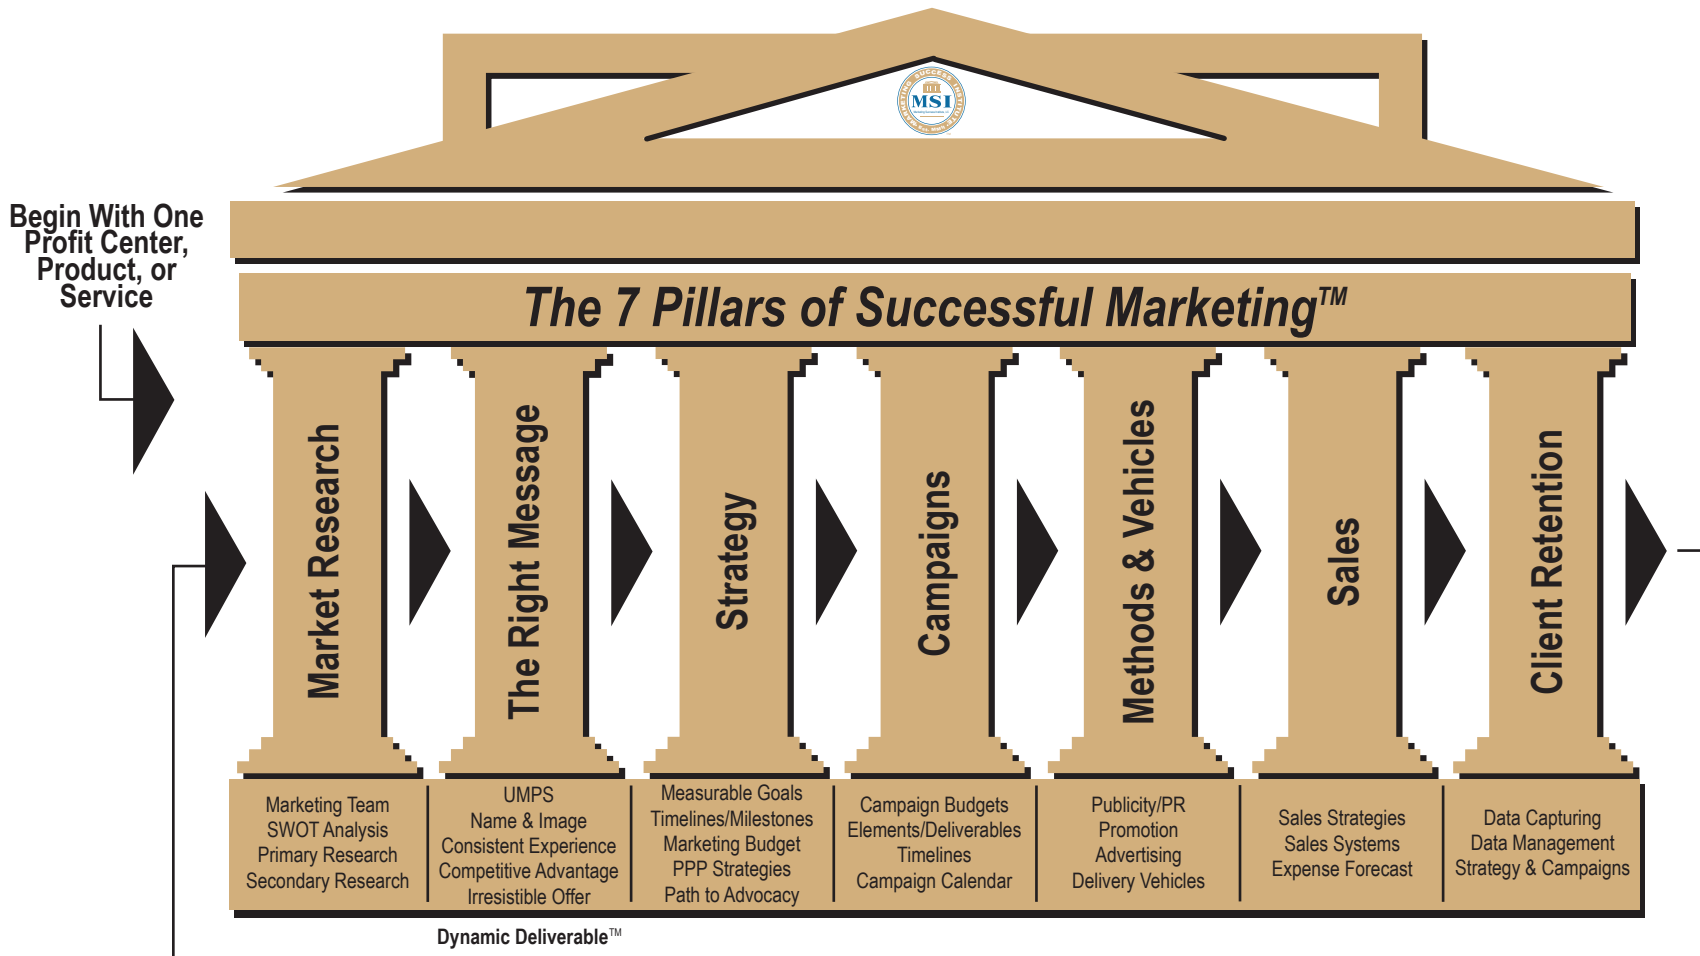 MSI
Begin With One
Profit Center,
Product, or
Service
The 7 Pillars of Successful Marketing™
Market Research
The Right Message
Strategy
Campaigns
Methods & Vehicles
Sales
Client Retention
Marketing Team
SWOT Analysis
Primary Research
Secondary Research
UMPS
Name & Image
Consistent Experience
Competitive Advantage
Irresistible Offer
Measurable Goals
Timelines/Milestones
Marketing Budget
PPP Strategies
Path to Advocacy
Campaign Budgets
Elements/Deliverables
Timelines
Campaign Calendar
Publicity/PR
Promotion
Advertising
Delivery Vehicles
Sales Strategies
Sales Systems
Expense Forecast
Data Capturing
Data Management
Strategy & Campaigns
Dynamic Deliverable™